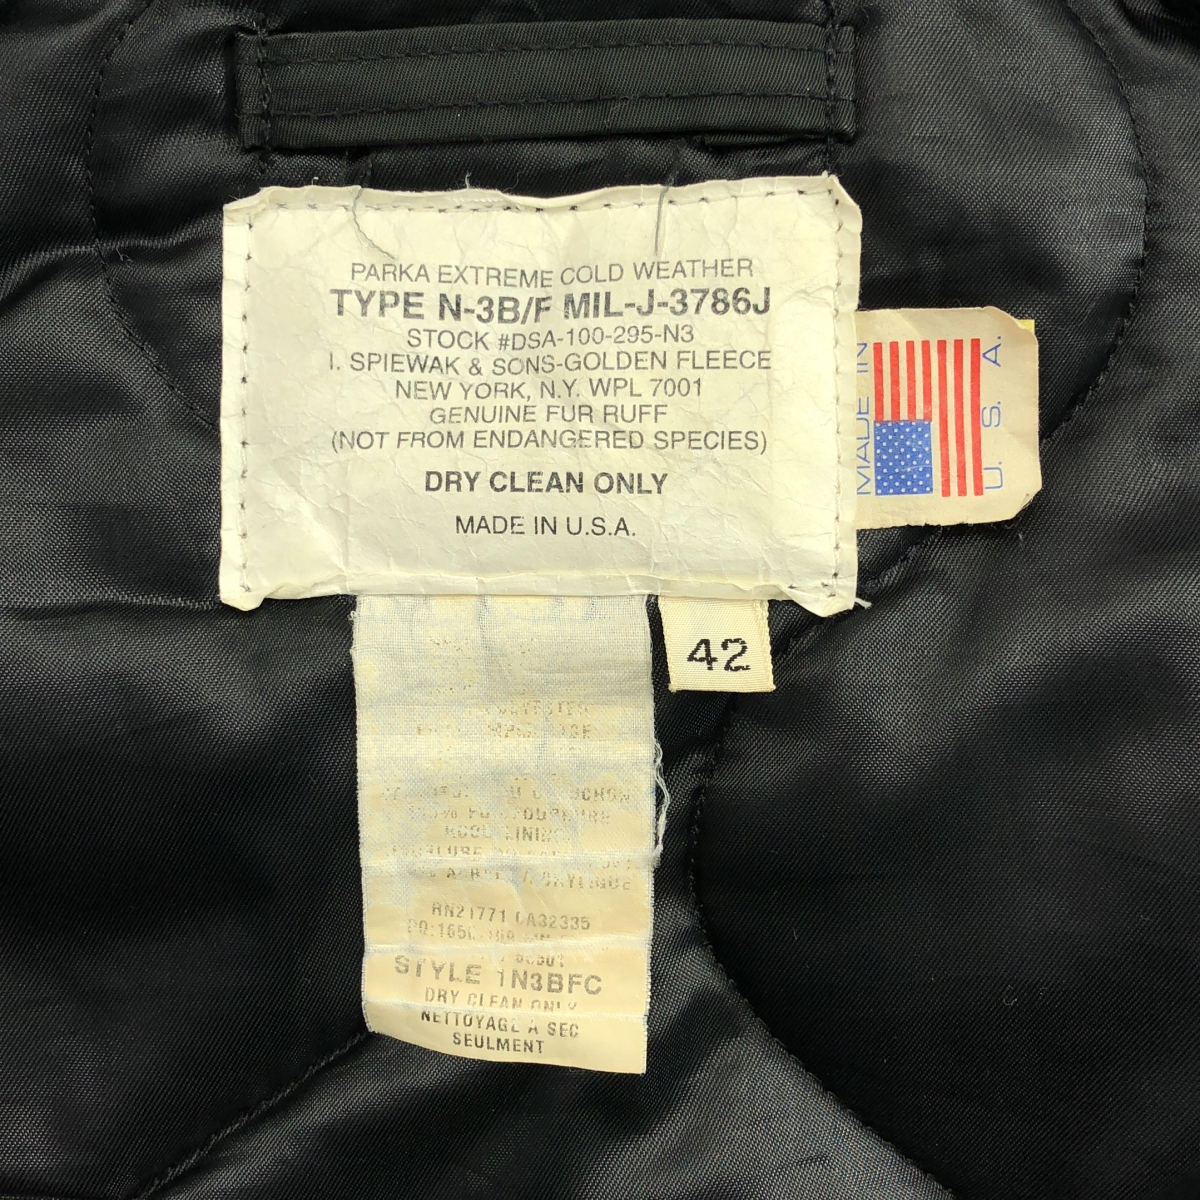 PARKA EXTREME COLD WEATHER
TYPE N-3B/F MIL-J-3786J
STOCK #DSA-100-295-N3
I. SPIEWAK & SONS-GOLDEN FLEECE
NEW YORK, N.Y. WPL 7001
GENUINE FUR RUFF
(NOT FROM ENDANGERED SPECIES)
DRY CLEAN ONLY
MADE IN U.S.A.
MADE IN
U. S. A.
42
POLYESTER
RN21771 CA32335
STYLE 1N3BFC
DRY CLEAN ONLY
NETTOYAGE A SEC
SEULMENT